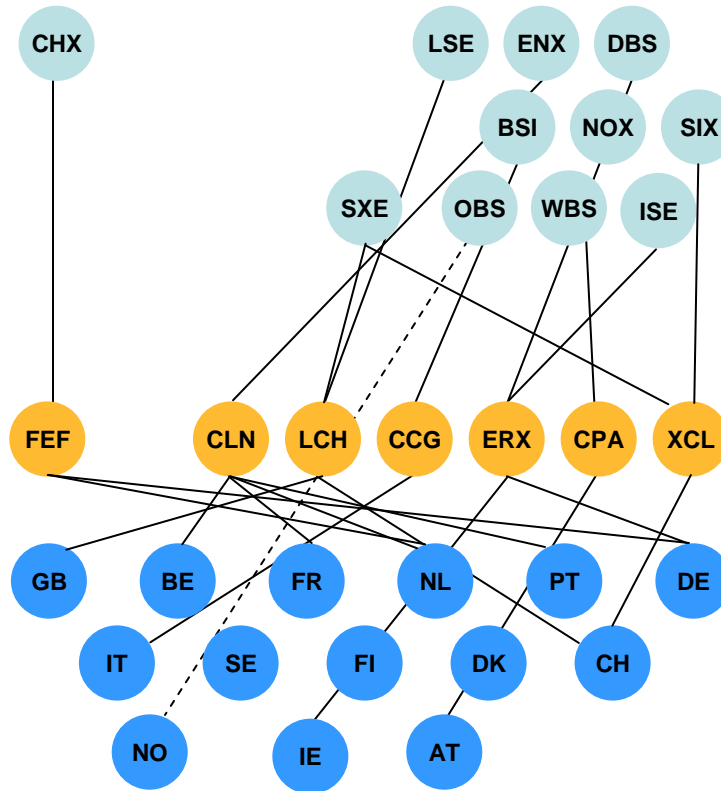 CHX LSE ENX DBS
BSI NOX SIX
SXE OBS WBS ISE
FEF CLN LCH CCG ERX CPA XCL
GB BE FR NL PT DE
IT SE FI DK CH
NO IE AT